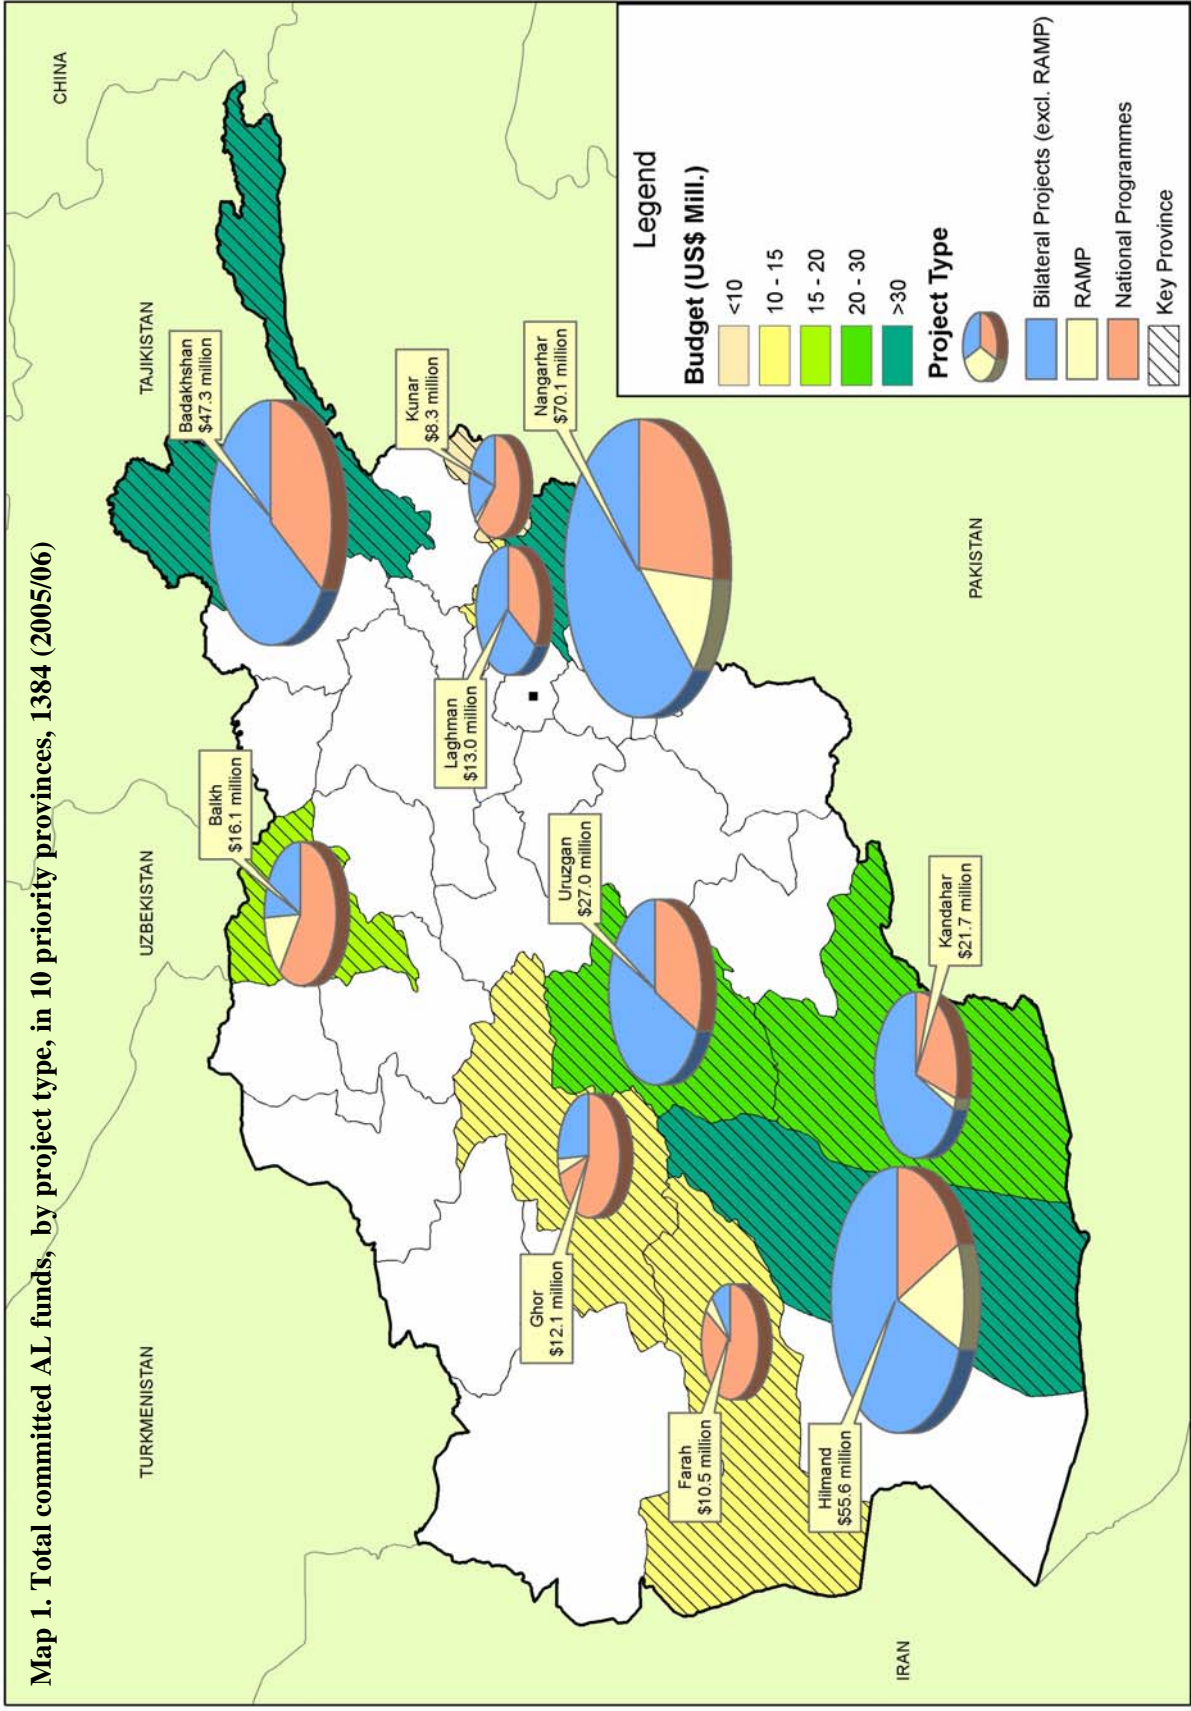 Map 1. Total committed AL funds, by project type, in 10 priority provinces, 1384 (2005/06)
CHINA
TAJIKISTAN
UZBEKISTAN
TURKMENISTAN
Badakhshan
$47.3 million
Balkh
$16.1 million
Kunar
$8.3 million
Laghman
$13.0 million
Nangarhar
$70.1 million
Uruzgan
$27.0 million
Ghor
$12.1 million
Farah
$10.5 million
Hilmand
$55.6 million
Kandahar
$21.7 million
PAKISTAN
IRAN
Legend
Budget (US$ Mill.)
<10
10 - 15
15 - 20
20 - 30
>30
Project Type
Bilateral Projects (excl. RAMP)
RAMP
National Programmes
Key Province